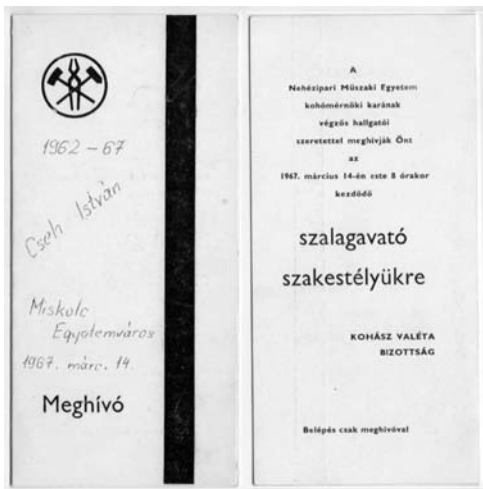 1962 - 67
Cseh István
Miskolc
Egyetemváros
1967. márc. 14.
Meghívó
A
Nehézipari Műszaki Egyetem
kohómérnöki karának
végzős hallgatói
szeretettel meghívják Önt
az
1967. március 14-én este 8 órakor
kezdődő
szalagavató
szakestélyükre
KOHÁSZ VALÉTA
BIZOTTSÁG
Belépés csak meghívóval